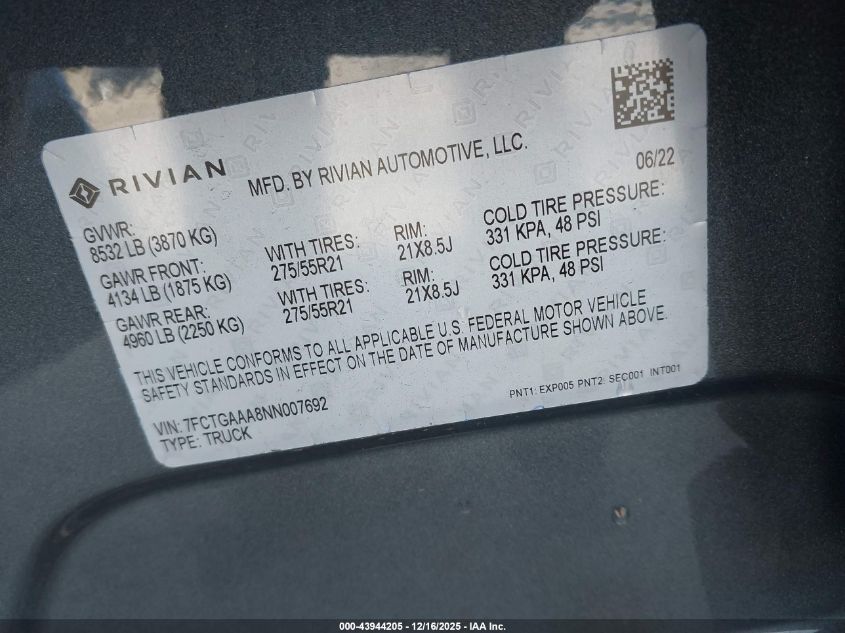 RIVIAN
MFD. BY RIVIAN AUTOMOTIVE, LLC.
06/22
GVWR:
8532 LB (3870 KG)
GAWR FRONT:
4134 LB (1875 KG)
WITH TIRES:
275/55R21
RIM:
21X8.5J
COLD TIRE PRESSURE:
331 KPA, 48 PSI
GAWR REAR:
4960 LB (2250 KG)
WITH TIRES:
275/55R21
RIM:
21X8.5J
COLD TIRE PRESSURE:
331 KPA, 48 PSI
THIS VEHICLE CONFORMS TO ALL APPLICABLE U.S. FEDERAL MOTOR VEHICLE
SAFETY STANDARDS IN EFFECT ON THE DATE OF MANUFACTURE SHOWN ABOVE.
PNT1: EXP005 PNT2: SEC001 INT001
VIN: 7FCTGAAA8NN007692
TYPE: TRUCK
000-43944205 - 12/16/2025 - IAA Inc.